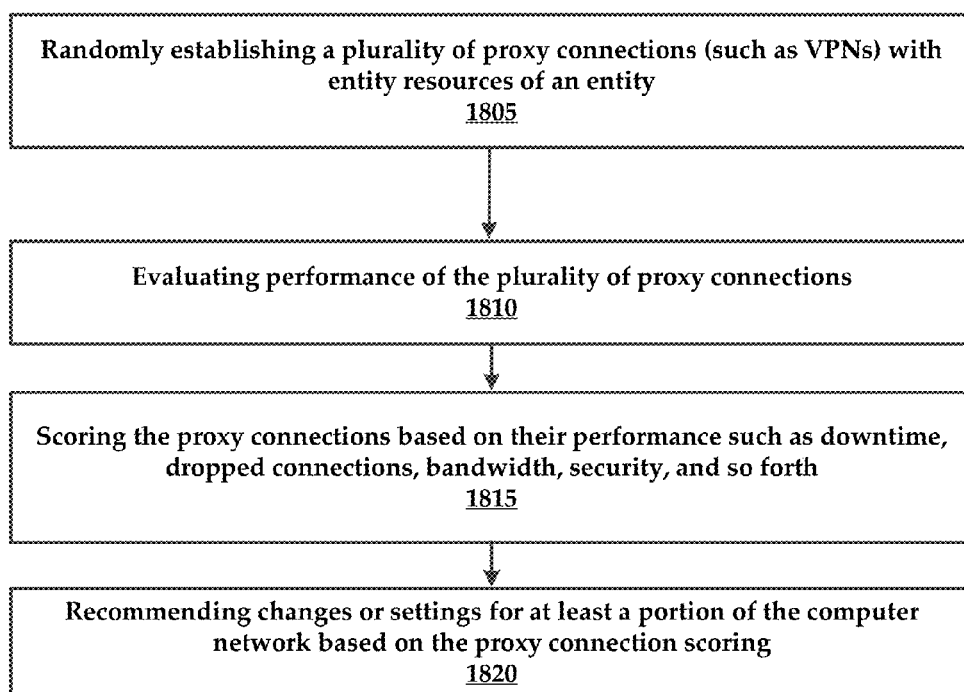 Randomly establishing a plurality of proxy connections (such as VPNs) with
entity resources of an entity
1805
Evaluating performance of the plurality of proxy connections
1810
Scoring the proxy connections based on their performance such as downtime,
dropped connections, bandwidth, security, and so forth
1815
Recommending changes or settings for at least a portion of the computer
network based on the proxy connection scoring
1820